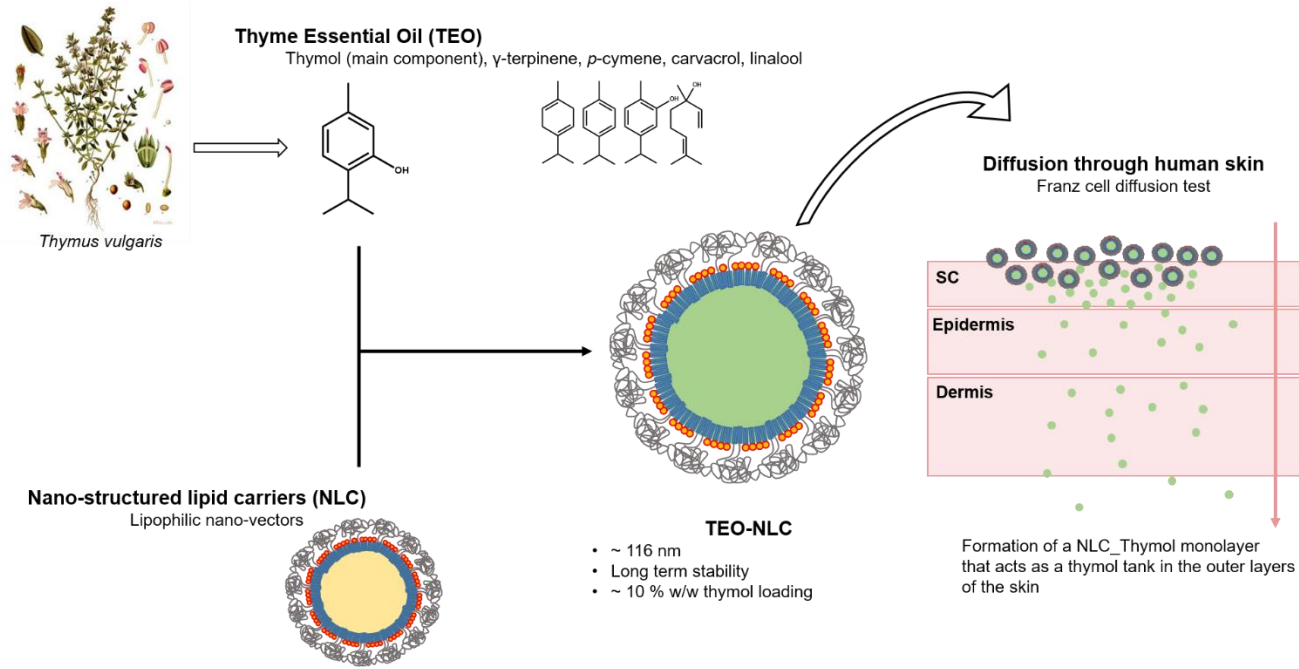 Thyme Essential Oil (TEO)
Thymol (main component), γ-terpinene, p-cymene, carvacrol, linalool
OH
OH
OH
Thymus vulgaris
Diffusion through human skin
Franz cell diffusion test
SC
Epidermis
Dermis
Nano-structured lipid carriers (NLC)
Lipophilic nano-vectors
TEO-NLC
• ~ 116 nm
• Long term stability
• ~ 10 % w/w thymol loading
Formation of a NLC_Thymol monolayer
that acts as a thymol tank in the outer layers
of the skin